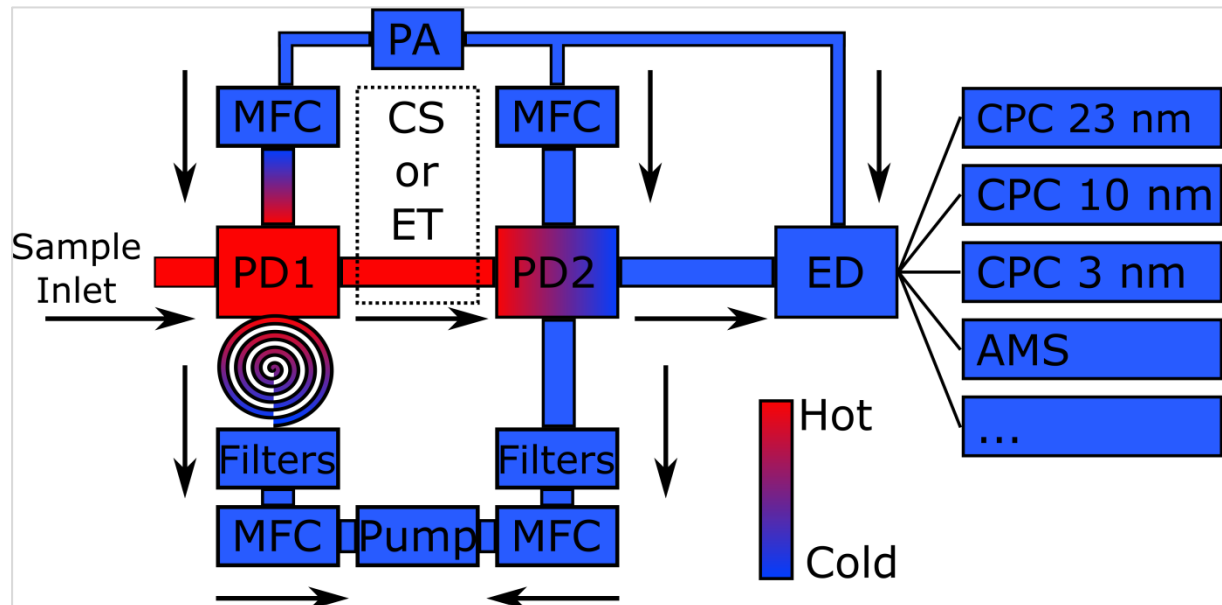 PA
MFC
CS
or
ET
MFC
CPC 23 nm
CPC 10 nm
Sample
Inlet
PD1
PD2
ED
CPC 3 nm
AMS
...
Filters
Filters
MFC
Pump
MFC
Hot
Cold